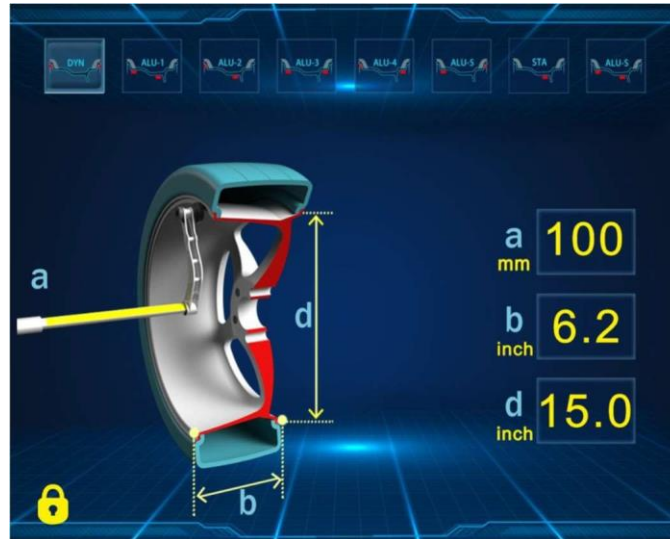 DYN ALU-1 ALU-2 ALU-3 ALU-4 ALU-5 STA ALU-S
a
d
b
a 100
mm
b 6.2
inch
d 15.0
inch